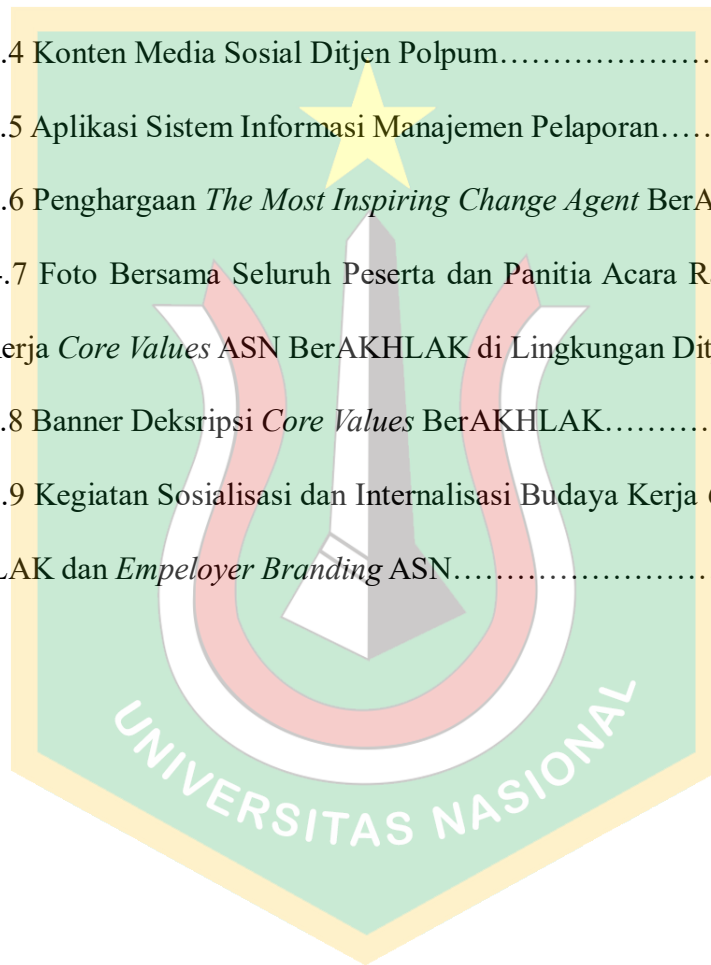 .4 Konten Media Sosial Ditjen Polpum…………………
.5 Aplikasi Sistem Informasi Manajemen Pelaporan…..
.6 Penghargaan The Most Inspiring Change Agent BerA
.7 Foto Bersama Seluruh Peserta dan Panitia Acara R
erja Core Values ASN BerAKHLAK di Lingkungan Dit
.8 Banner Deksripsi Core Values BerAKHLAK………..
.9 Kegiatan Sosialisasi dan Internalisasi Budaya Kerja
LAK dan Empeloyer Branding ASN……………………
UNIVERSITAS NASIONAL